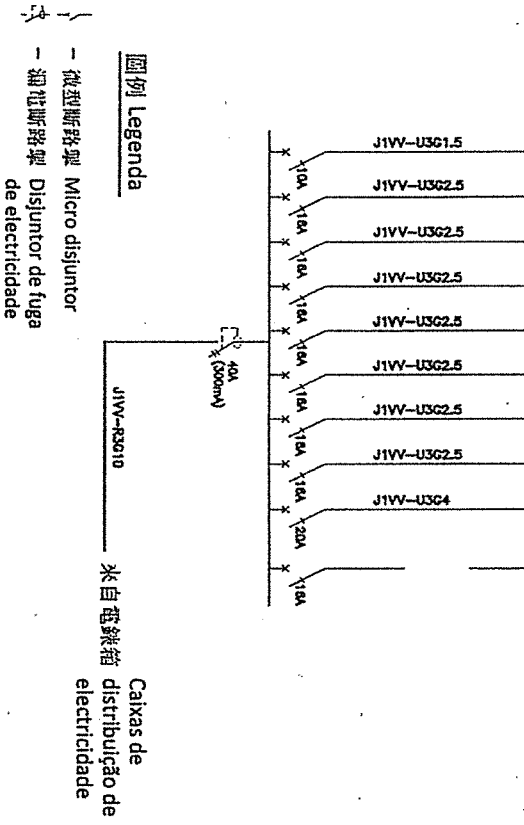 J1VV-U3G1.5
10A
J1VV-U3G2.5
16A
J1VV-U3G2.5
16A
J1VV-U3G2.5
16A
J1VV-U3G2.5
16A
J1VV-U3G2.5
16A
J1VV-U3G2.5
16A
J1VV-U3G2.5
16A
J1VV-U3G4
20A
16A
40A
(300mA)
J1VV-R3G10
來自電錶箱
Caixas de
distribuição de
electricidade
圖例 Legenda
– 微型斷路器 Micro disjuntor
– 漏電斷路器 Disjuntor de fuga
de electricidade